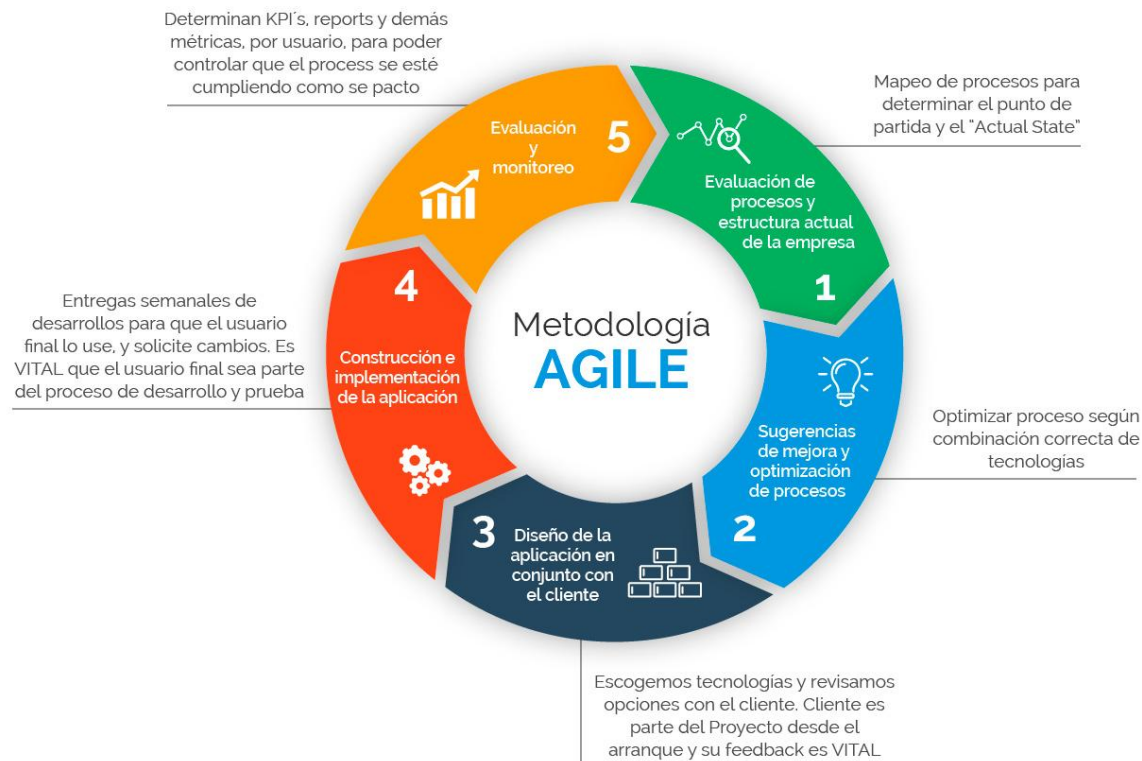 Determinan KPI´s, reports y demás
métricas, por usuario, para poder
controlar que el process se esté
cumpliendo como se pacto
Mapeo de procesos para
determinar el punto de
partida y el "Actual State"
Evaluación
y
monitoreo
5
Evaluación de
procesos y
estructura actual
de la empresa
1
4
Entregas semanales de
desarrollos para que el usuario
final lo use, y solicite cambios. Es
VITAL que el usuario final sea parte
del proceso de desarrollo y prueba
Construcción e
implementación
de la aplicación
Metodología
AGILE
Sugerencias
de mejora y
optimización
de procesos
2
Optimizar proceso según
combinación correcta de
tecnologías
3
Diseño de la
aplicación en
conjunto con
el cliente
Escogemos tecnologías y revisamos
opciones con el cliente. Cliente es
parte del Proyecto desde el
arranque y su feedback es VITAL